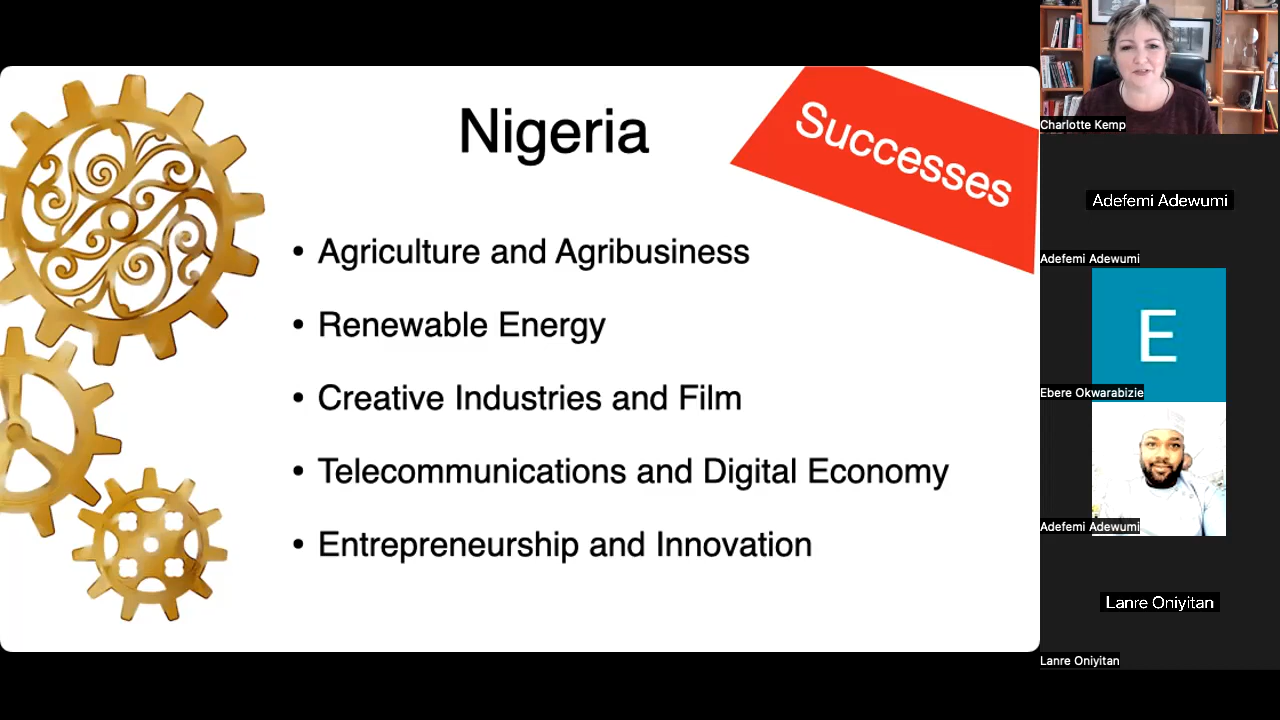 Nigeria
Successes
• Agriculture and Agribusiness
• Renewable Energy
• Creative Industries and Film
• Telecommunications and Digital Economy
• Entrepreneurship and Innovation
Charlotte Kemp
Adefemi Adewumi
Adefemi Adewumi
E
Ebere Okwarabizie
Adefemi Adewumi
Lanre Oniyitan
Lanre Oniyitan